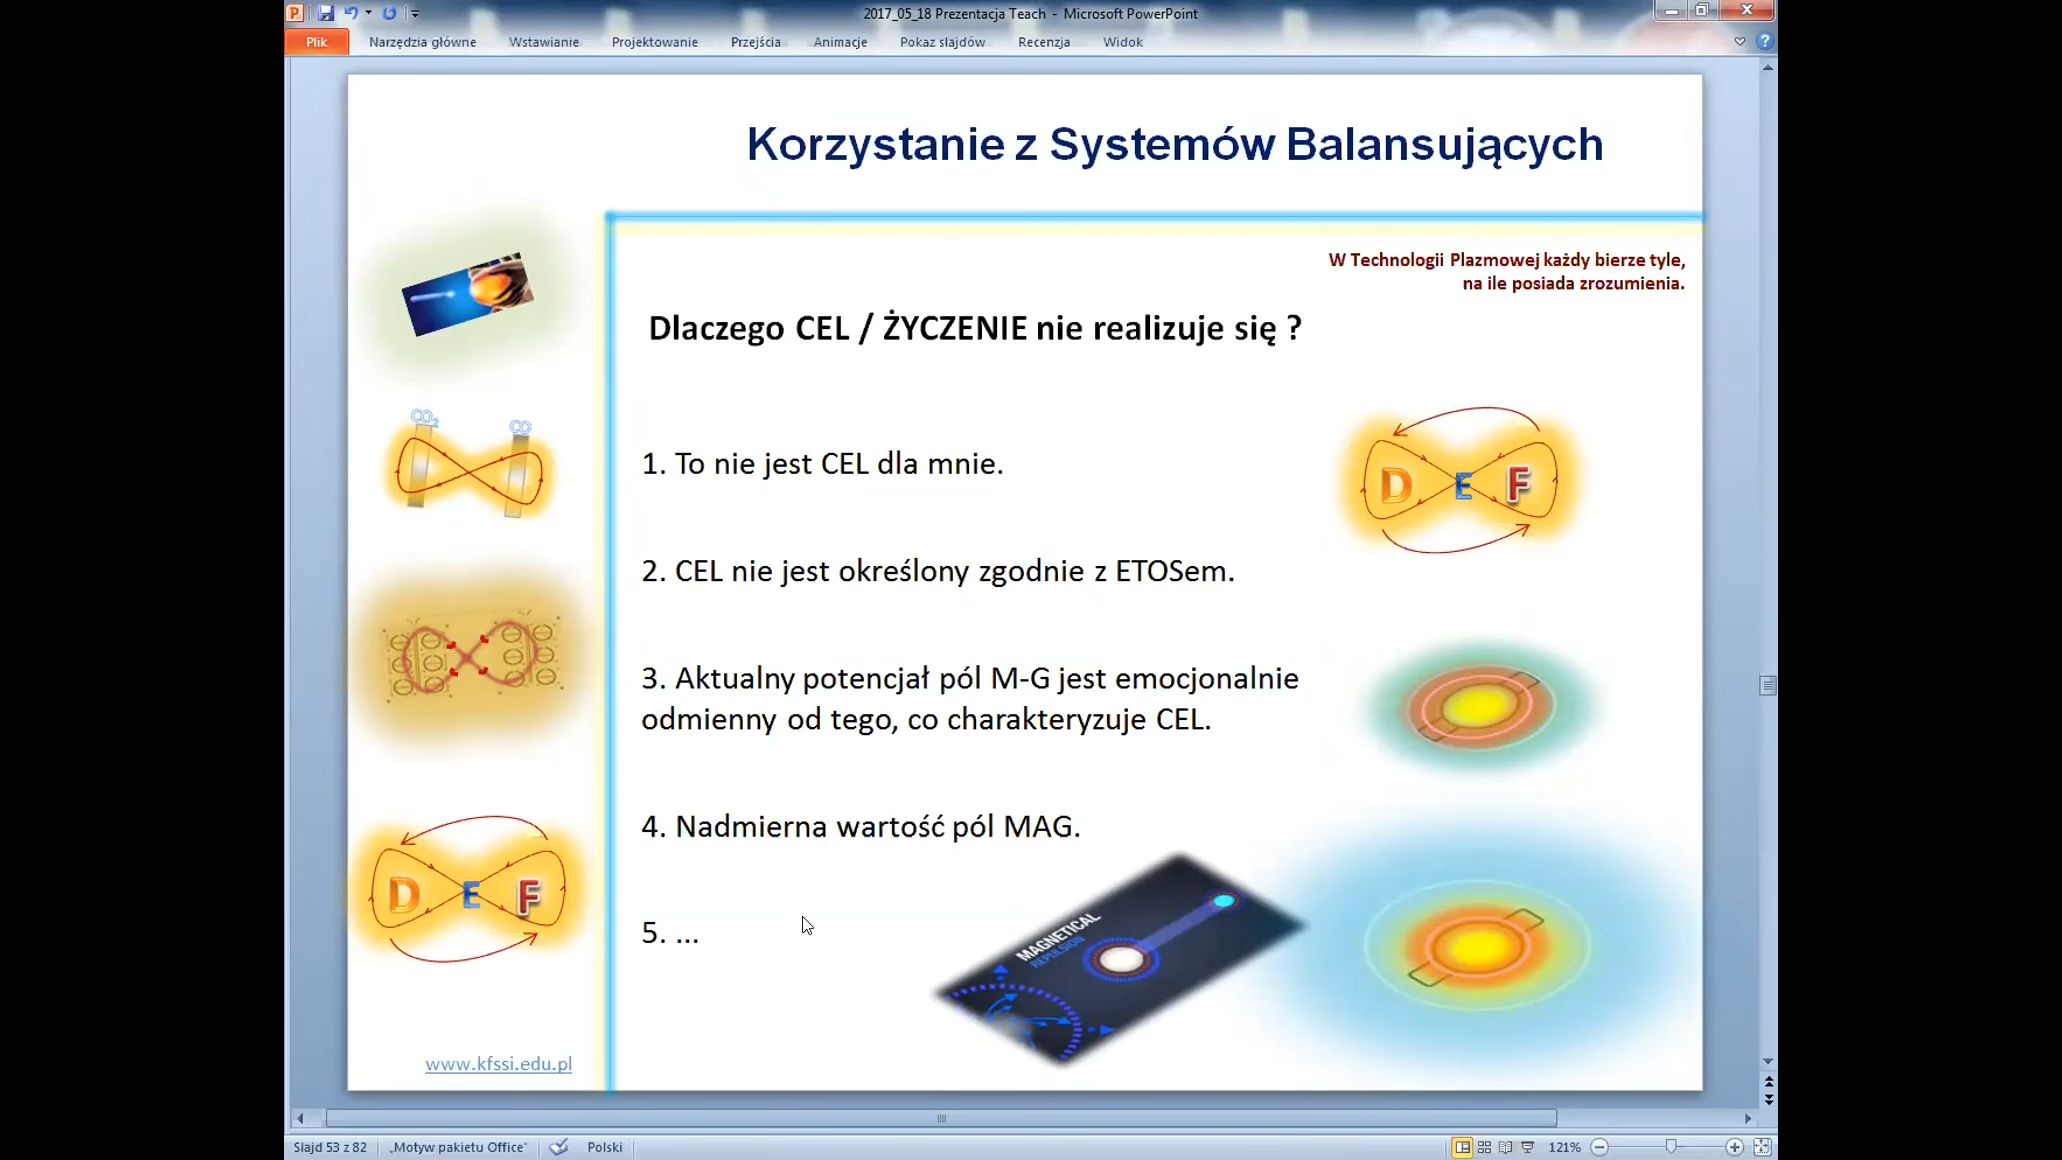 2017_05_18 Prezentacja Teach - Microsoft PowerPoint
Plik Narzędzia główne Wstawianie Projektowanie Przejścia Animacje Pokaz slajdów Recenzja Widok
Korzystanie z Systemów Balansujących
W Technologii Plazmowej każdy bierze tyle,
na ile posiada zrozumienia.
Dlaczego CEL / ŻYCZENIE nie realizuje się ?
CO2 CO
1. To nie jest CEL dla mnie.
D E F
2. CEL nie jest określony zgodnie z ETOSem.
3. Aktualny potencjał pól M-G jest emocjonalnie
odmienny od tego, co charakteryzuje CEL.
4. Nadmierna wartość pól MAG.
D E F
5. ...
MAGNETICAL
REPULSION
www.kfssi.edu.pl
Slajd 53 z 82 „Motyw pakietu Office” Polski 121%